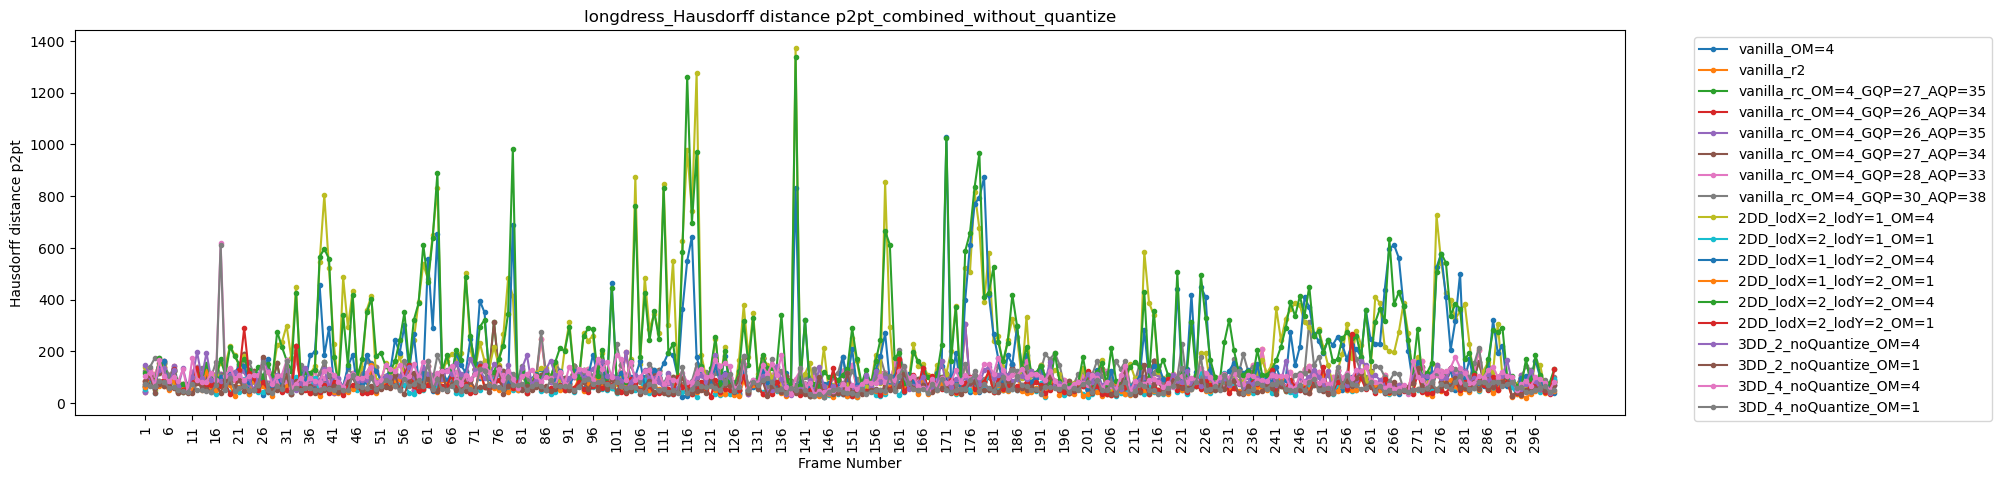 longdress_Hausdorff distance p2pt_combined_without_quantize
Hausdorff distance p2pt
1400
1200
1000
800
600
400
200
0
1 6 11 16 21 26 31 36 41 46 51 56 61 66 71 76 81 86 91 96 101 106 111 116 121 126 131 136 141 146 151 156 161 166 171 176 181 186 191 196 201 206 211 216 221 226 231 236 241 246 251 256 261 266 271 276 281 286 291 296
Frame Number
vanilla_OM=4
vanilla_r2
vanilla_rc_OM=4_GQP=27_AQP=35
vanilla_rc_OM=4_GQP=26_AQP=34
vanilla_rc_OM=4_GQP=26_AQP=35
vanilla_rc_OM=4_GQP=27_AQP=34
vanilla_rc_OM=4_GQP=28_AQP=33
vanilla_rc_OM=4_GQP=30_AQP=38
2DD_lodX=2_lodY=1_OM=4
2DD_lodX=2_lodY=1_OM=1
2DD_lodX=1_lodY=2_OM=4
2DD_lodX=1_lodY=2_OM=1
2DD_lodX=2_lodY=2_OM=4
2DD_lodX=2_lodY=2_OM=1
3DD_2_noQuantize_OM=4
3DD_2_noQuantize_OM=1
3DD_4_noQuantize_OM=4
3DD_4_noQuantize_OM=1